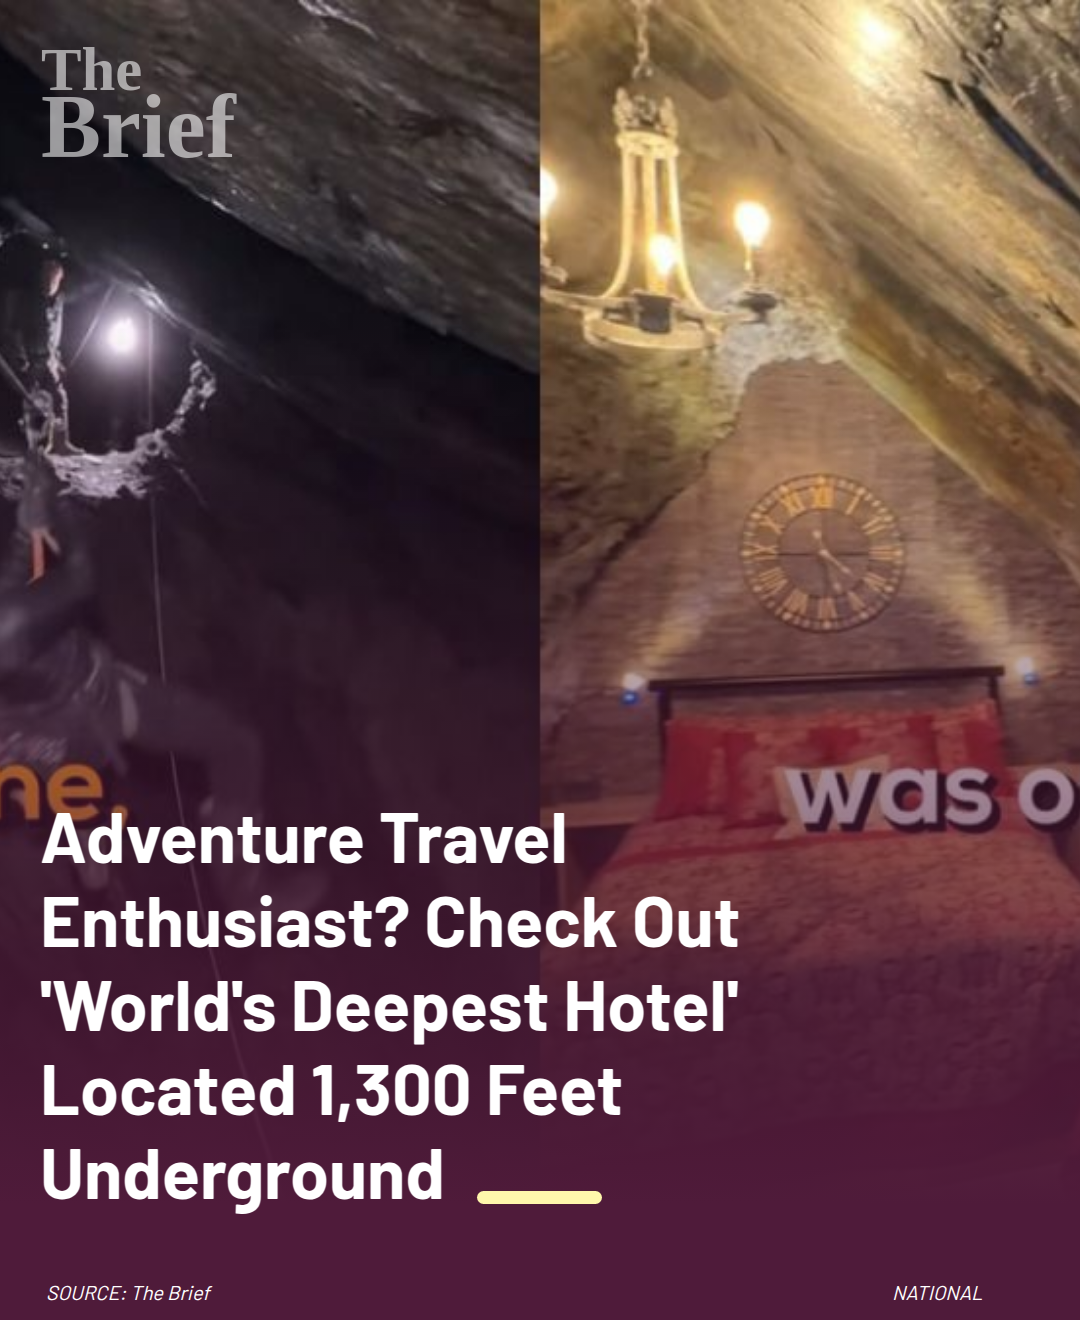 The
Brief
ne.
was o
Adventure Travel
Enthusiast? Check Out
'World's Deepest Hotel'
Located 1,300 Feet
Underground
SOURCE: The Brief
NATIONAL